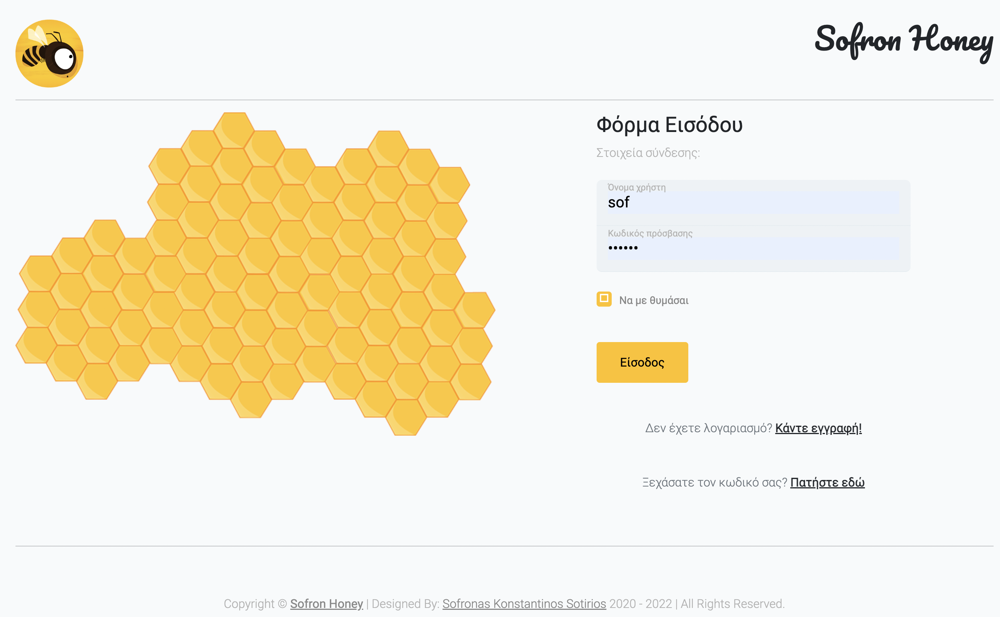 Sofron Honey
Φόρμα Εισόδου
Στοιχεία σύνδεσης:
Όνομα χρήστη
sof
Κωδικός πρόσβασης
••••••
Να με θυμάσαι
Είσοδος
Δεν έχετε λογαριασμό? Κάντε εγγραφή!
Ξεχάσατε τον κωδικό σας? Πατήστε εδώ
Copyright © Sofron Honey | Designed By: Sofronas Konstantinos Sotirios 2020 - 2022 | All Rights Reserved.